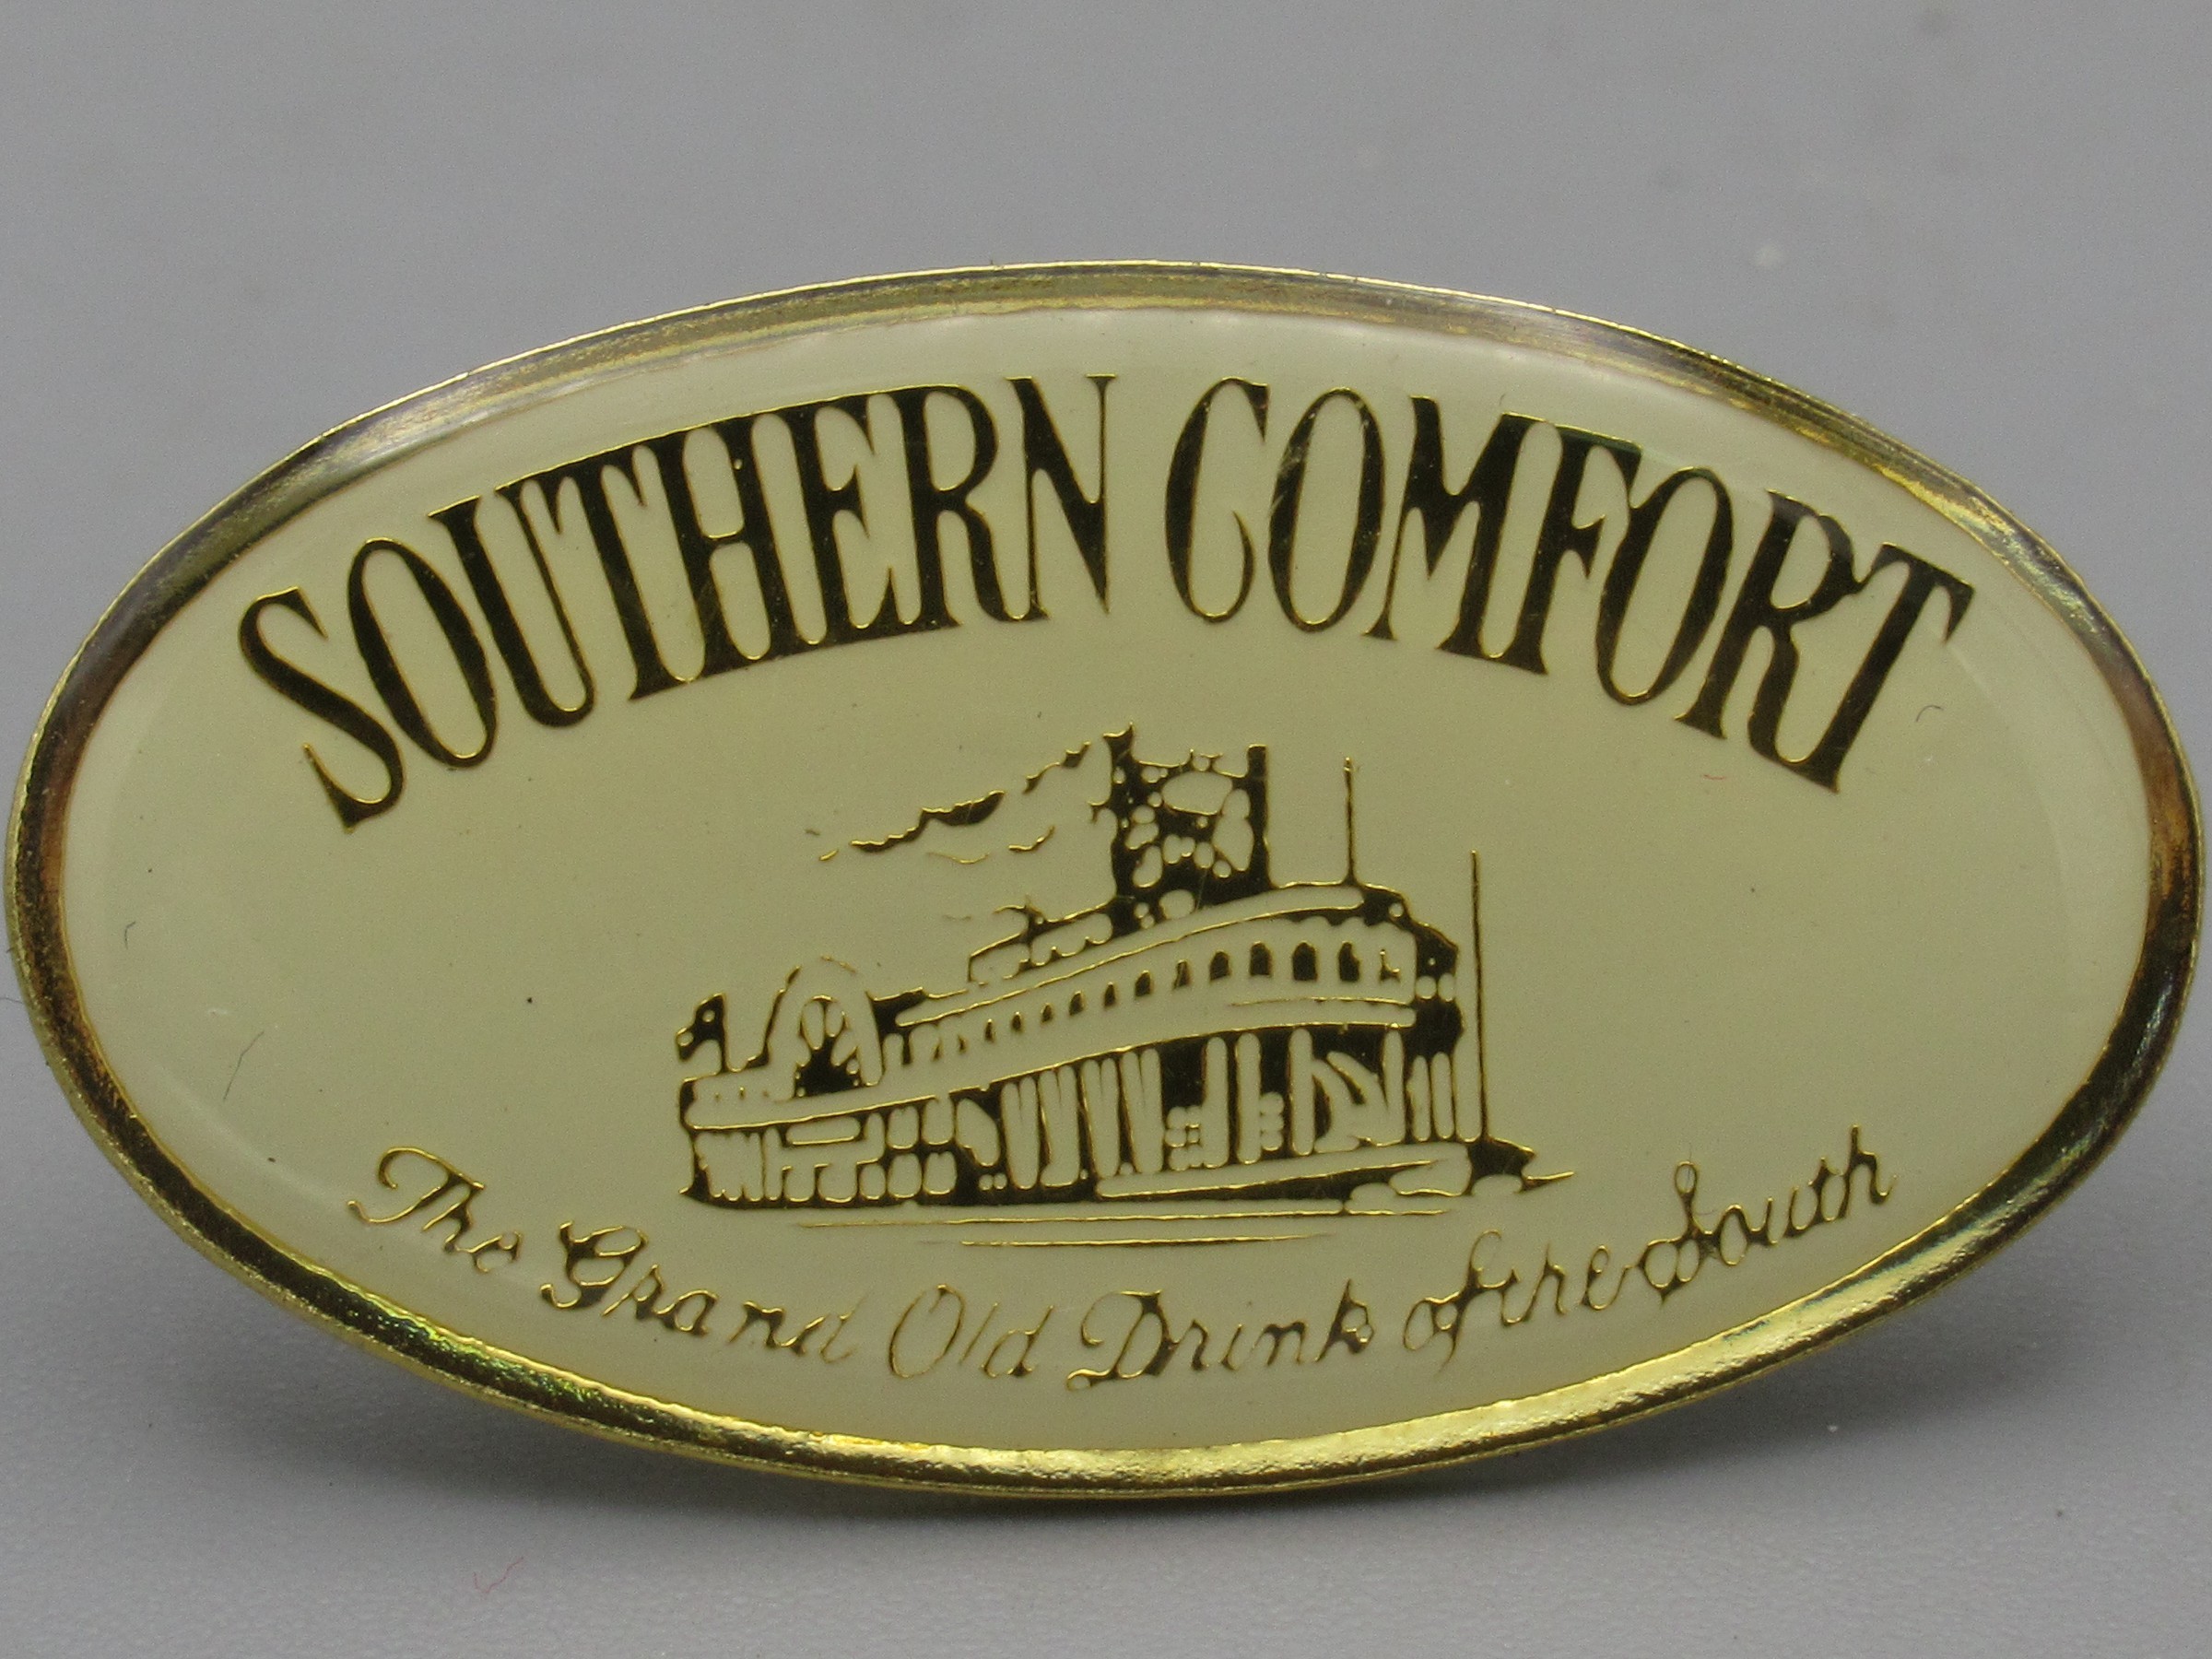 SOUTHERN COMFORT
The Grand Old Drink of the South